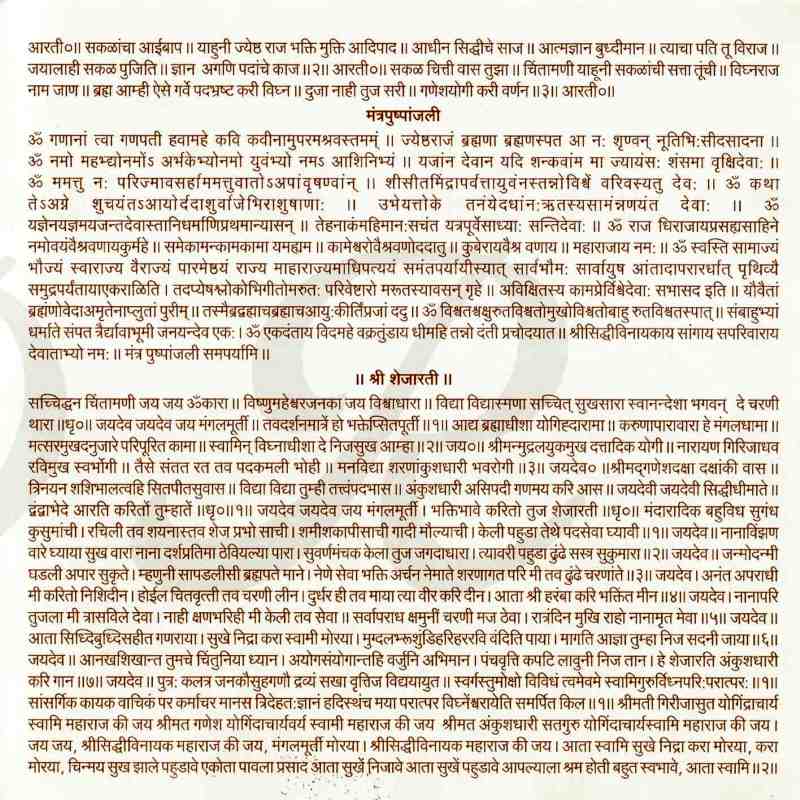 आरती०॥ सकळांचा आईबाप ॥ याहुनी ज्येष्ठ राज भक्ति मुक्ति आदिपाद ॥ आधीन सिद्धीचे साज ॥ आत्मज्ञान बुध्दीमान ॥ त्याचा पति तू विराज ॥
जयालाही सकळ पुजिति ॥ ज्ञान अगणि पदांचे काज ॥२॥ आरती०॥ सकळ चित्ती वास तुझा ॥ चिंतामणी याहूनी सकळांची सत्ता तूंची ॥ विघ्नराज
नाम जाण ॥ ब्रह्म आम्ही ऐसे गर्वे पदभ्रष्ट करी विघ्न ॥ दुजा नाही तुज सरी ॥ गणेशयोगी करी वर्णन ॥३॥ आरती०॥
मंत्रपुष्पांजली
ॐ गणानां त्वा गणपती हवामहे कवि कवीनामुपरमश्रवस्तमम् ॥ ज्येष्ठराजं ब्रह्मणा ब्रह्मणस्पत आ न: शृण्वन् नूतिभि:सीदसादना ॥
ॐ नमो महभ्द्योनमोंऽ अर्भकेभ्योनमो युवंभ्यो नमऽ आशिनिभ्यं ॥ यजांन देवान यदि शन्कवांम मा ज्यायंस: शंसमा वृक्षिदेवा: ॥
ॐ ममत्तु न: परिज्मावसर्हाममत्तुवातोऽअपांवृषण्वांन् ॥ शीसीतमिंद्रापर्वत्तायुवंनस्तन्नोविश्वें वरिवस्यतु देव: ॥ ॐ कथा
तेऽअग्ने शुचयंतऽआयोर्ददाशुर्वाजेभिराशुषाणा: ॥ उभेयत्तोके तनंयेदधांन:ऋतस्यसामंन्नणयंत देवा: ॥ ॐ
यज्ञेनयज्ञमयजन्तदेवास्तानिधर्माणिप्रथमान्यासन् ॥ तेहनाकंमहिमान:सचंत यत्रपूर्वेसाध्या: सन्तिदेवा: ॥ ॐ राज धिराजायप्रसह्यसाहिने
नमोवयंवैश्रवणायकुर्महे ॥ समेकामन्कामकामा यमह्यम ॥ कामेश्वरोवैश्रवणोददातु ॥ कुबेरायवैश्र वणाय ॥ महाराजाय नम: ॥ ॐ स्वस्ति सामाज्यं
भौज्यं स्वाराज्य वैराज्यं पारमेष्ठयं राज्य माहाराज्यमाधिपत्ययं समंतपर्यायीस्यात् सार्वभौम: सार्वायुष आंतादापरारर्धात् पृथिव्यै
समुद्रपर्यंतायाएकराळिति । तदप्येषश्लोकोभिगीतोमरुत: परिवेष्टारो मरूतस्यावसन् गृहे ॥ अविक्षितस्य कामप्रेर्विश्वेदेवा: सभासद इति ॥ यौवैतां
ब्रह्मंणोवेदाअमृतेनाप्लुतां पुरीम् ॥ तस्मैब्रदब्रह्माचब्रह्माचआयु:कीर्तिंप्रजां ददु ॥ ॐ विश्वतश्चक्षुरुतविश्वतोमुखोविश्वतोबाहु रुतविश्वतस्पात् ॥ संबाहुभ्यां
धर्माते संपत त्रैर्द्यावाभूमी जनयन्देव एक: । ॐ एकदंताय विदमहे वक्रतुंडाय धीमहि तन्नो दंती प्रचोदयात ॥ श्रीसिद्धीविनायकाय सांगाय सपरिवाराय
देवाताभ्यो नम: ॥ मंत्र पुष्पांजली समपर्यामि ॥
॥ श्री शेजारती ॥
सच्चिद्घन चिंतामणी जय जय ॐकारा ॥ विष्णुमहेश्वरजनका जय विश्वाधारा ॥ विद्या विद्यास्मणा सच्चित् सुखसारा स्वानन्देशा भगवन् दे चरणी
थारा ॥धृ०॥ जयदेव जयदेव जय मंगलमूर्ती ॥ तवदर्शनमात्रें हो भक्तेप्सितपूर्ती ॥१॥ आद्य ब्रह्माधीशा योगिह्दारामा ॥ करुणापारावारा हे मंगलधामा ॥
मत्सरमुखदनुजारे परिपूरित कामा ॥ स्वामिन् विघ्नाधीशा दे निजसुख आम्हा ॥२॥ जय०॥ श्रीमन्मुद्रलयुकमुख दत्तादिक योगी ॥ नारायण गिरिजाधव
रविमुख स्वर्भोगी ॥ तैसे संतत रत तव पदकमली भोही ॥ मनविद्या शरणांकुशधारी भवरोगी ॥३॥ जयदेव० ॥श्रीमद्‌गणेशदक्षा दक्षांकी वास ॥
त्रिनयन शशिभालत्वहि सितपीतसुवास ॥ विद्या विद्या तुम्ही तत्त्वंपदभास ॥ अंकुशधारी असिपदी गणमय करि आस ॥ जयदेवी जयदेवी सिद्धीधीमाते ॥
द्वंद्वाभेदे आरति करितों तुम्हातें ॥धृ०॥१॥ जयदेव जयदेव जय मंगलमूर्ती । भक्तिभावे करितो तुज शेजारती ॥धृ०॥ मंदारादिक बहुविध सुगंध
कुसुमांची । रचिली तव शयनास्तव शेज प्रभो साची । शमीशकापीसाची गादी मौल्याची । केली पहुडा तेथे पदसेवा घ्यावी ॥१॥ जयदेव॥ नानाविंझण
वारे घ्याया सुख वारा नाना दर्शप्रतिमा ठेवियल्या पारा । सुवर्णमंचक केला तुज जगदाधारा । त्यावरी पहुडा ढुंढे सस्त्र सुकुमारा ॥२॥ जयदेव॥ जन्मोदन्मी
घडली अपार सुकृते । म्हणुनी सापडलीसी ब्रह्मपते माने । नेणे सेवा भक्ति अर्चन नेमाते शरणागत परि मी तव ढुंढे चरणांते ॥३॥ जयदेव। अनंत अपराधी
मी करितो निशिदीन । होईल चितवृत्ती तव चरणी लीन । दुर्धर ही तव माया त्या वीर करि दीन । आता श्री हरंबा करि भक्तित मीन ॥४॥ जयदेव। नानापरि
तुजला मी त्रासविले देवा । नाही क्षणभरिही मी केली तव सेवा । सर्वापराध क्षमुनीं चरणी मज ठेवा । रात्रंदिन मुखि राहो नानामृत मेवा ॥५॥ जयदेव॥
आता सिध्दिबुध्दिसहीत गणराया । सुखे निद्रा करा स्वामी मोरया । मुग्दलभ्रूशुंडिहरिहररवि वंदिति पाया । मागति आज्ञा तुम्हा निज सदनी जाया ॥६॥
जयदेव॥ आनखशिखान्त तुमचे चिंतुनिया ध्यान । अयोगसंयोगान्तहि वर्जुनि अभिमान । पंचवृत्ति कपटि लावुनी निज तान । हे शेजारति अंकुशधारी
करि गान ॥७॥ जयदेव ॥ पुत्र: कलत्र जनकौसुहगणौ द्रव्यं सखा वृत्तिज विद्ययायुत ॥ स्वर्गस्तुमोक्षो विविधं त्वमेवमे स्वामिगुरुर्विघ्नपरि:परात्पर: ॥१॥
सांसर्गिक कायक वाचिकं पर कर्माचर मानस त्रिदेहत:ज्ञानं हदिस्थंच मया परात्पर विघ्नेंश्वरायेति समर्पित किल ॥१॥ श्रीमती गिरीजासुत योगिंद्राचार्य
स्वामि महाराज की जय श्रीमत गणेश योगिंदाचार्यवर्य स्वामी महाराज की जय श्रीमत अंकुशधारी सतगुरु योगिंदाचार्यस्वामि महाराज की जय ।
जय जय, श्रीसिद्धीविनायक महाराज की जय, मंगलमूर्ती मोरया । श्रीसिद्धीविनायक महाराज की जय । आता स्वामि सुखे निद्रा करा मोरया, करा
मोरया, चिन्मय सुख झाले पहुडावे एकोता पावला प्रसाद आता सुखें निजावे आता सुखें पहुडावे आपल्याला श्रम होती बहुत स्वभावे, आता स्वामि ॥२॥